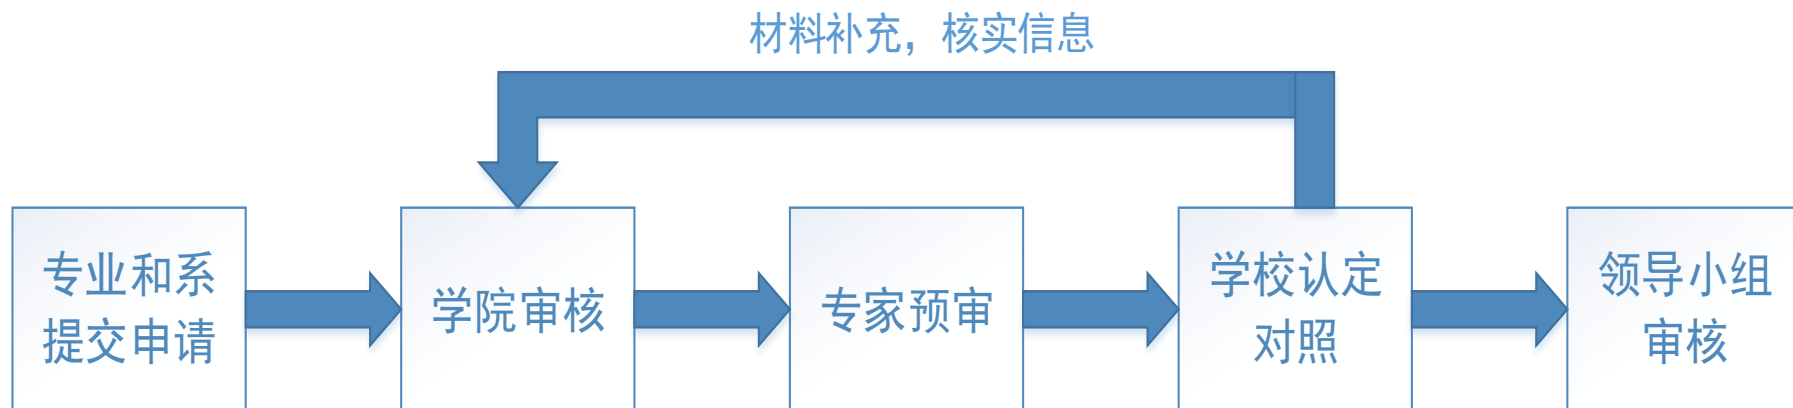 材料补充，核实信息
专业和系
提交申请
学院审核
专家预审
学校认定
对照
领导小组
审核